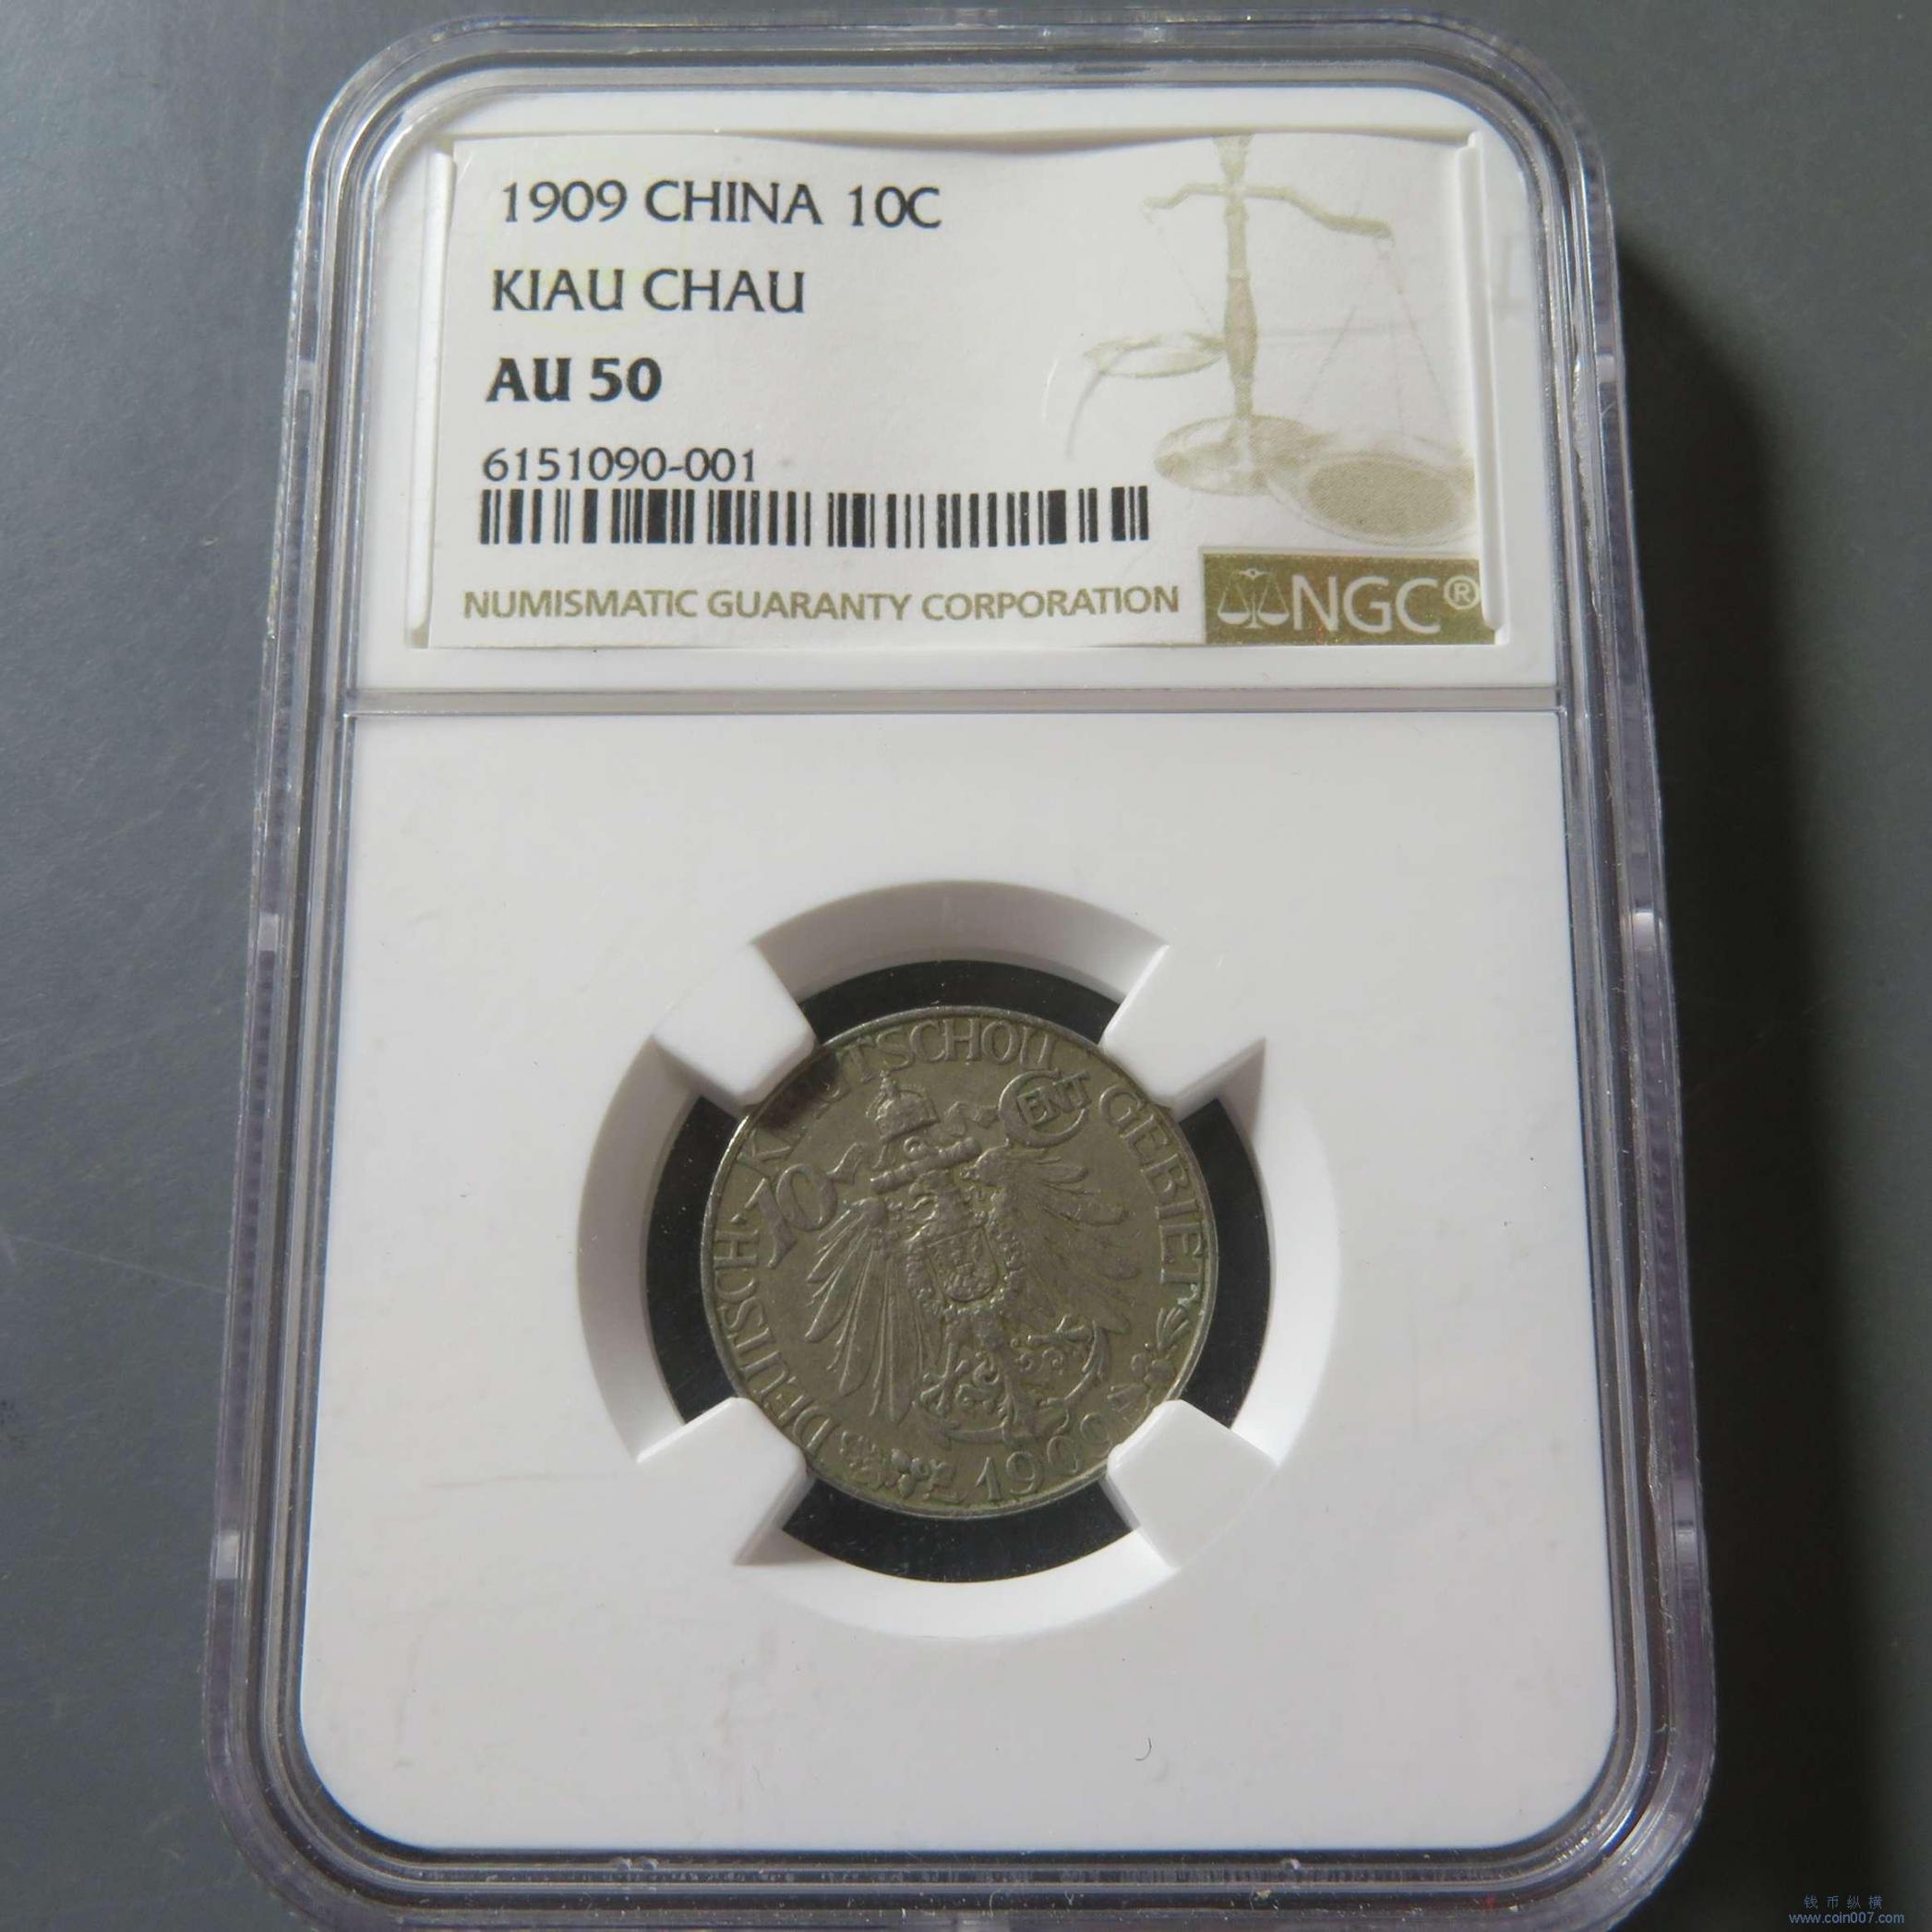 1909 CHINA 10C
KIAU CHAU
AU 50
6151090-001
NUMISMATIC GUARANTY CORPORATION
NGC®
DEUTSCH·KIAUTSCHOU GEBIET
10 CENT
1909
钱币纵横
www.coin007.com